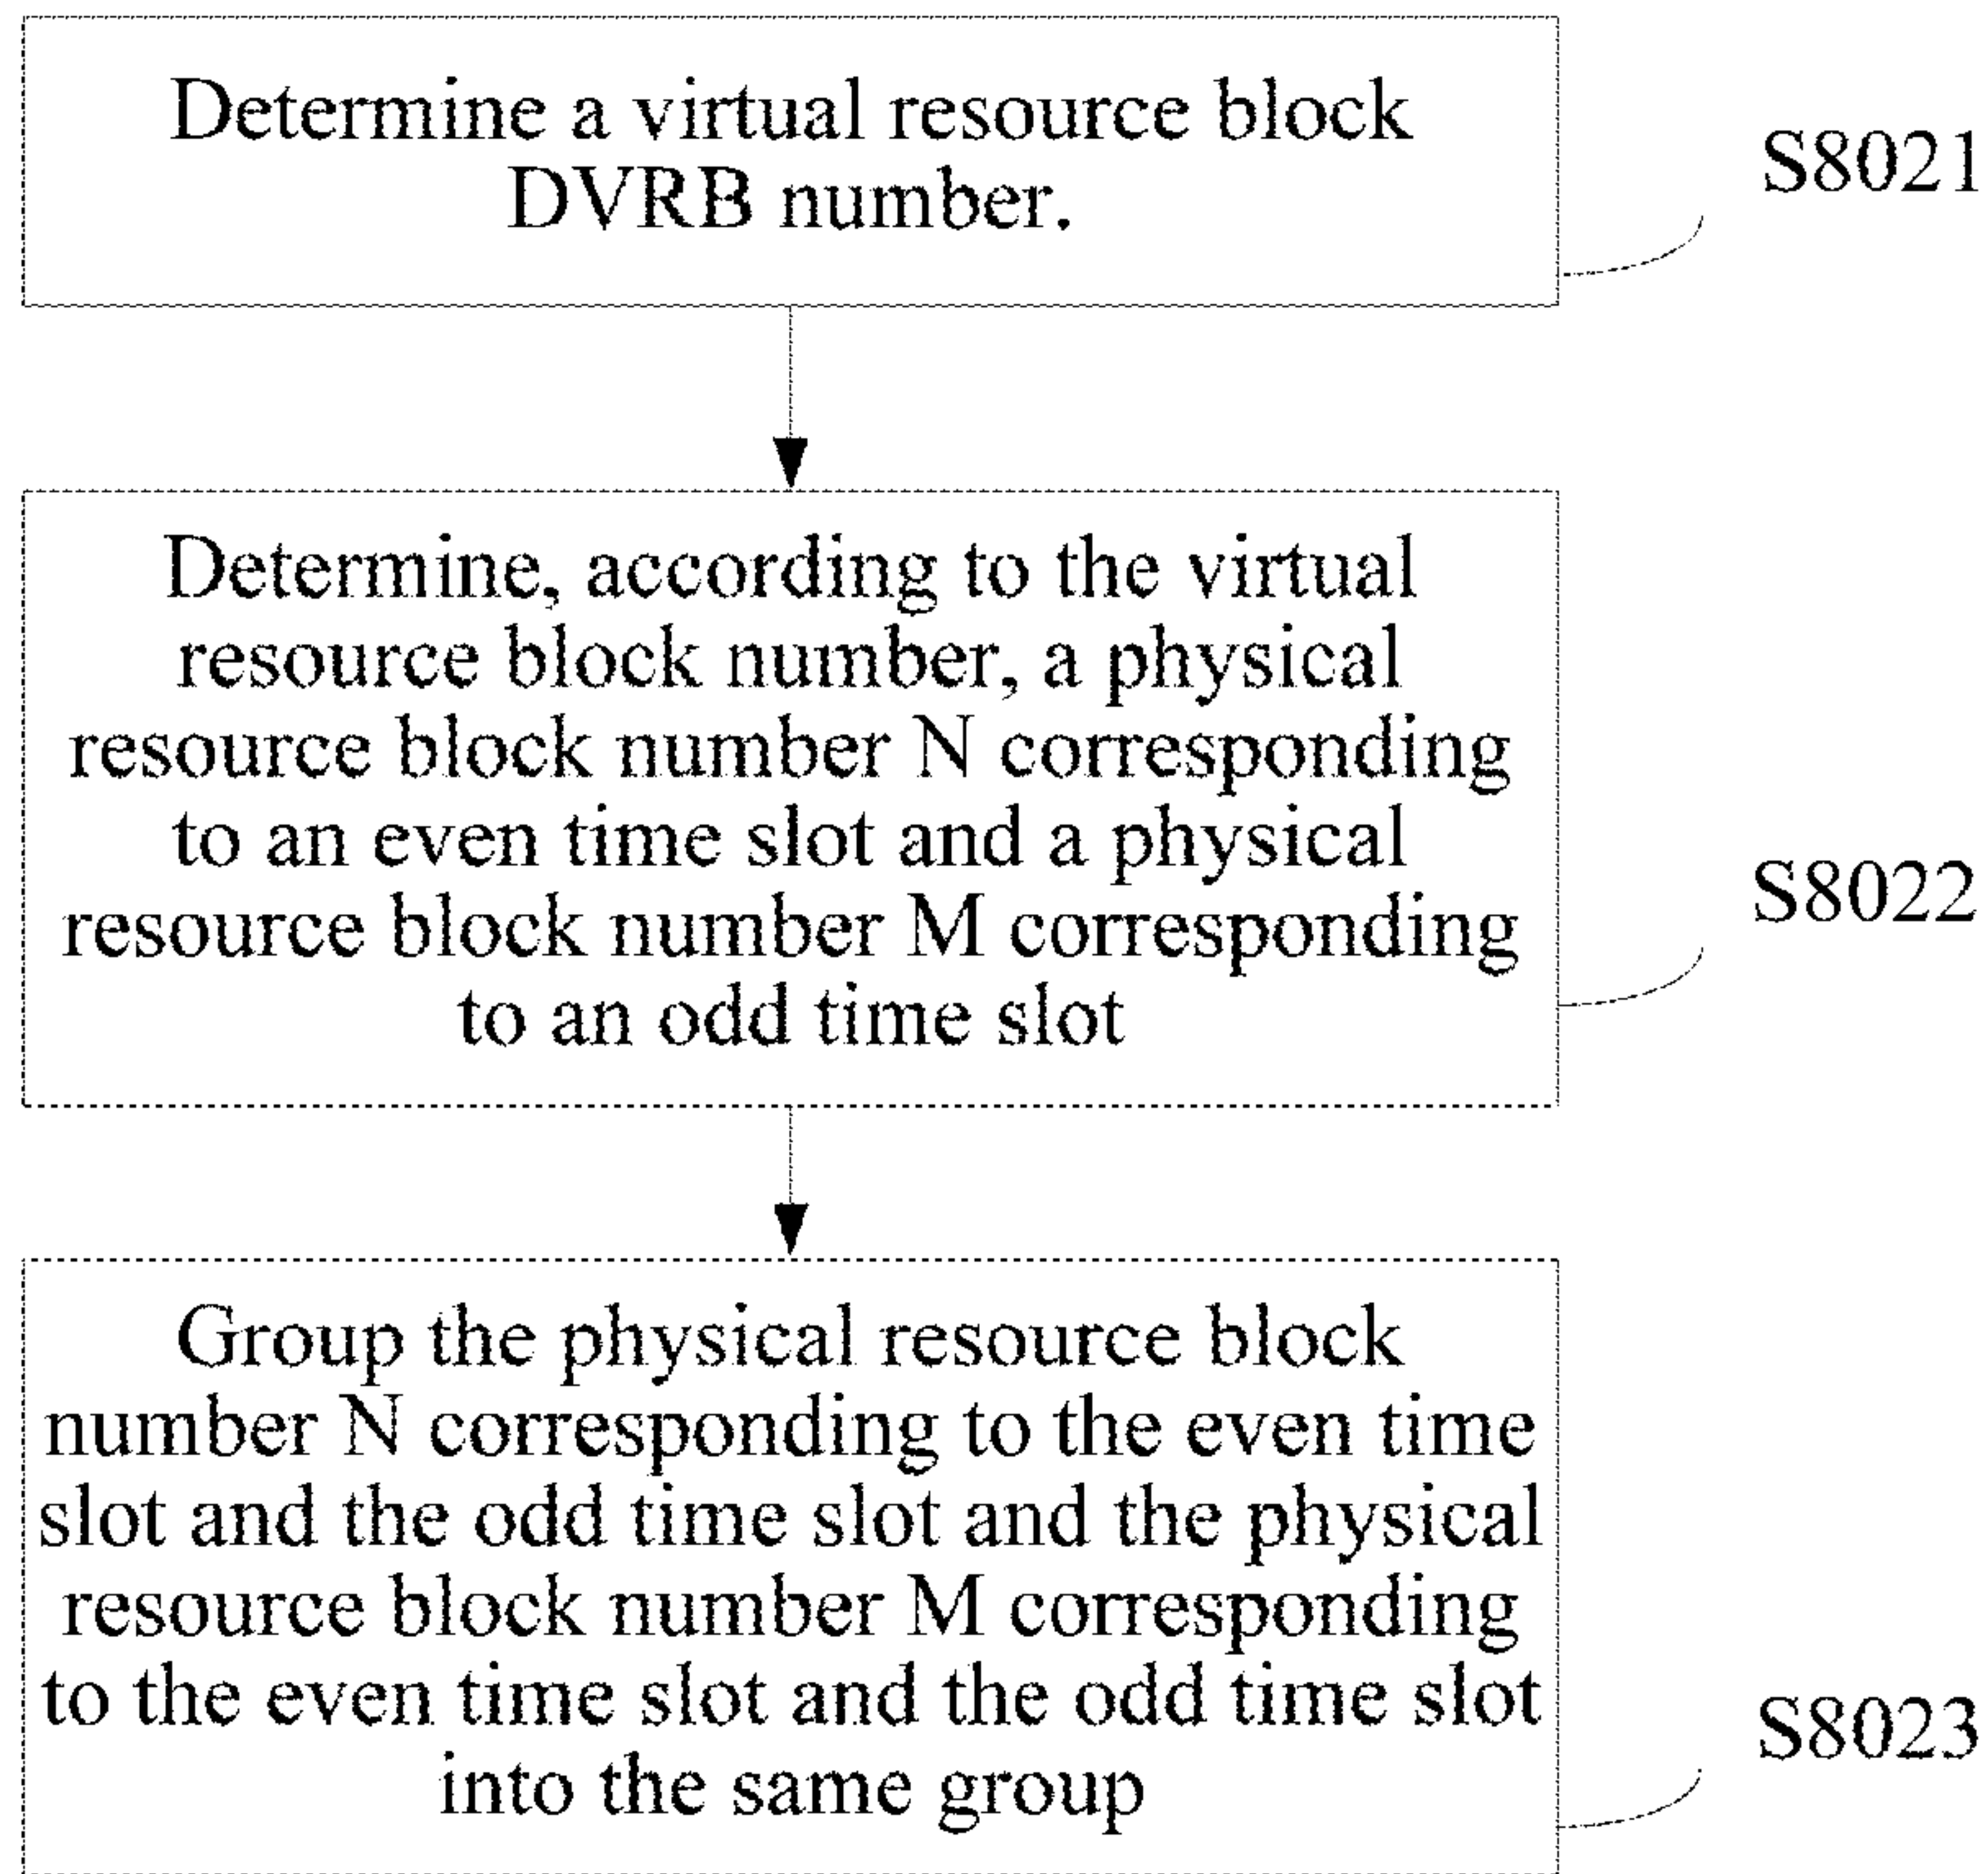 Determine a virtual resource block
DVRB number.
S8021
Determine, according to the virtual
resource block number, a physical
resource block number N corresponding
to an even time slot and a physical
resource block number M corresponding
to an odd time slot
S8022
Group the physical resource block
number N corresponding to the even time
slot and the odd time slot and the physical
resource block number M corresponding
to the even time slot and the odd time slot
into the same group
S8023